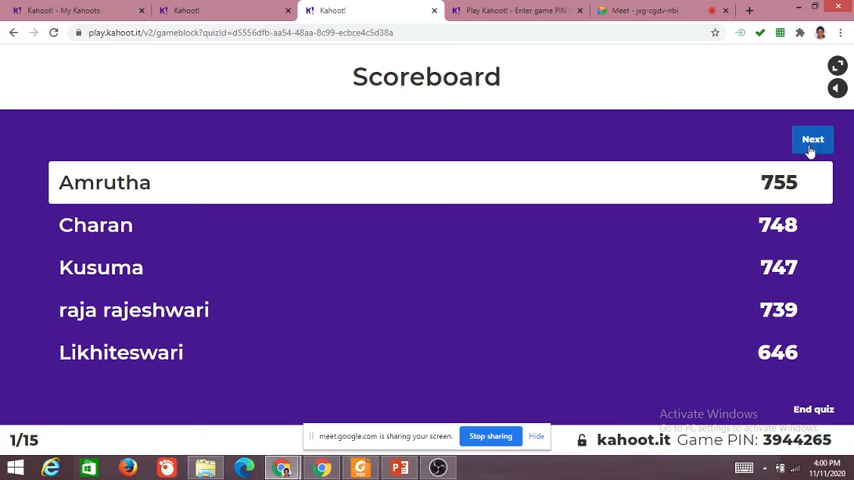 K! Kahoot! - My Kahoots
K! Kahoot!
K! Kahoot!
K! Play Kahoot! - Enter game PIN
Meet - jxg-cgdv-nbi
play.kahoot.it/v2/gameblock?quizId=d5556dfb-aa54-48aa-8c99-ecbce4c5d38a
Scoreboard
Next
Amrutha 755
Charan 748
Kusuma 747
raja rajeshwari 739
Likhiteswari 646
Activate Windows
Go to PC settings to activate Windows.
End quiz
1/15
meet.google.com is sharing your screen.
Stop sharing
Hide
kahoot.it Game PIN: 3944265
4:00 PM
11/11/2020